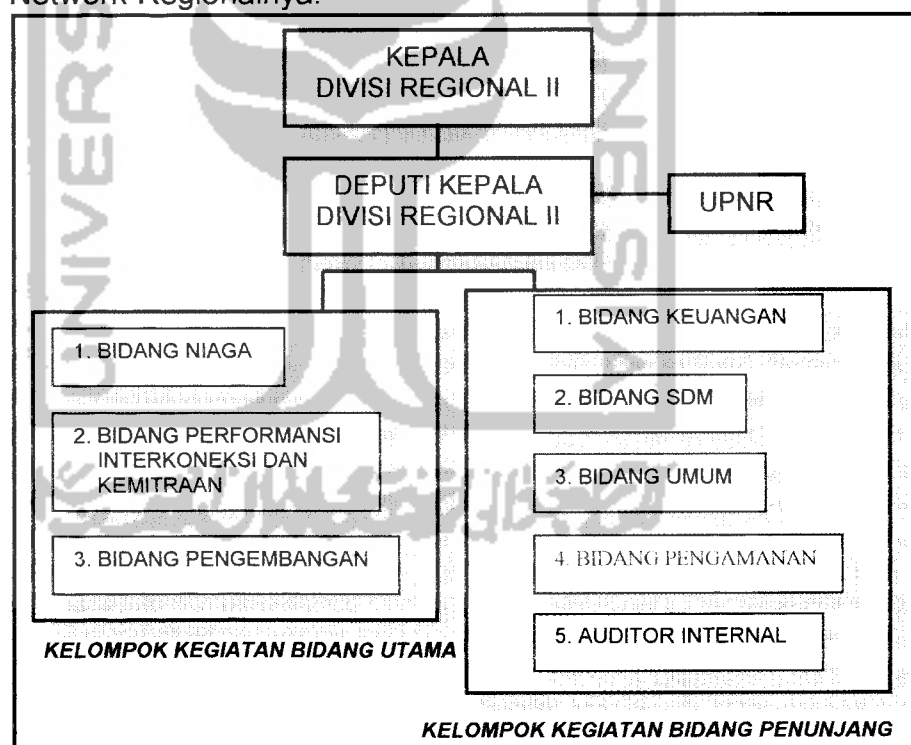 Network Regionalnya.
KEPALA
DIVISI REGIONAL II
DEPUTI KEPALA
DIVISI REGIONAL II
UPNR
1. BIDANG NIAGA
2. BIDANG PERFORMANSI
INTERKONEKSI DAN
KEMITRAAN
3. BIDANG PENGEMBANGAN
KELOMPOK KEGIATAN BIDANG UTAMA
1. BIDANG KEUANGAN
2. BIDANG SDM
3. BIDANG UMUM
4. BIDANG PENGAMANAN
5. AUDITOR INTERNAL
KELOMPOK KEGIATAN BIDANG PENUNJANG